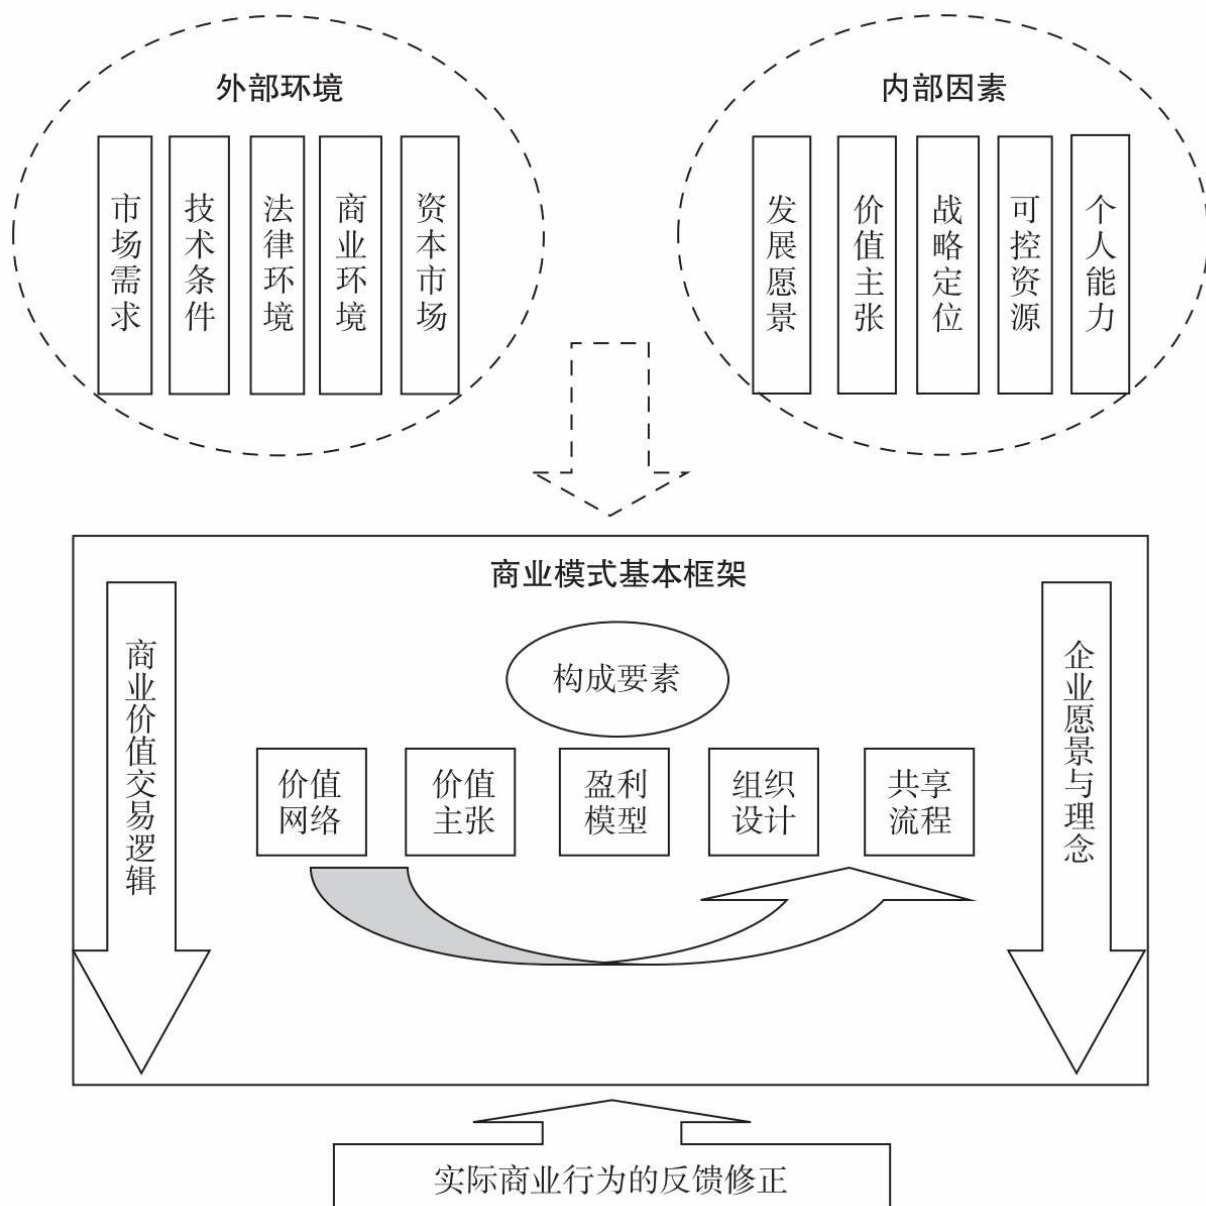 外部环境
市场需求
技术条件
法律环境
商业环境
资本市场
内部因素
发展愿景
价值主张
战略定位
可控资源
个人能力
商业模式基本框架
商业价值交易逻辑
构成要素
价值
网络
价值
主张
盈利
模型
组织
设计
共享
流程
企业愿景与理念
实际商业行为的反馈修正